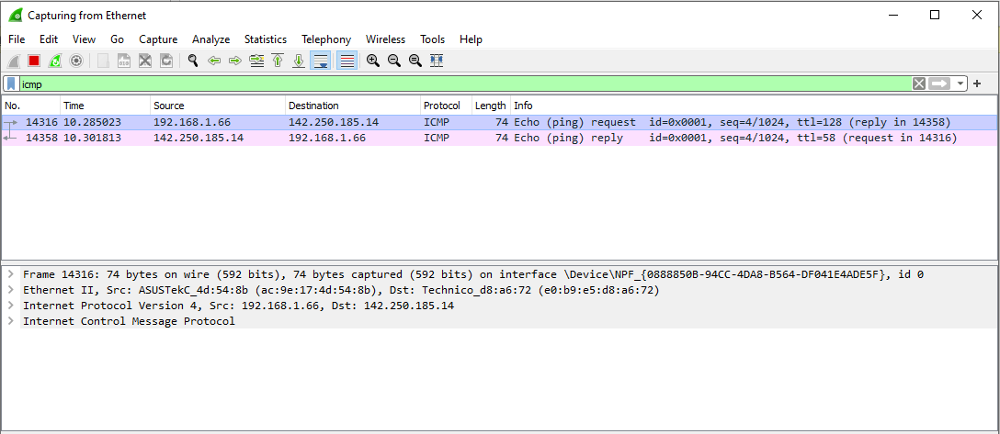 Capturing from Ethernet
File Edit View Go Capture Analyze Statistics Telephony Wireless Tools Help
icmp
No. Time Source Destination Protocol Length Info
14316 10.285023 192.168.1.66 142.250.185.14 ICMP 74 Echo (ping) request id=0x0001, seq=4/1024, ttl=128 (reply in 14358)
14358 10.301813 142.250.185.14 192.168.1.66 ICMP 74 Echo (ping) reply id=0x0001, seq=4/1024, ttl=58 (request in 14316)
Frame 14316: 74 bytes on wire (592 bits), 74 bytes captured (592 bits) on interface \Device\NPF_{0888850B-94CC-4DA8-B564-DF041E4ADE5F}, id 0
Ethernet II, Src: ASUSTekC_4d:54:8b (ac:9e:17:4d:54:8b), Dst: Technico_d8:a6:72 (e0:b9:e5:d8:a6:72)
Internet Protocol Version 4, Src: 192.168.1.66, Dst: 142.250.185.14
Internet Control Message Protocol